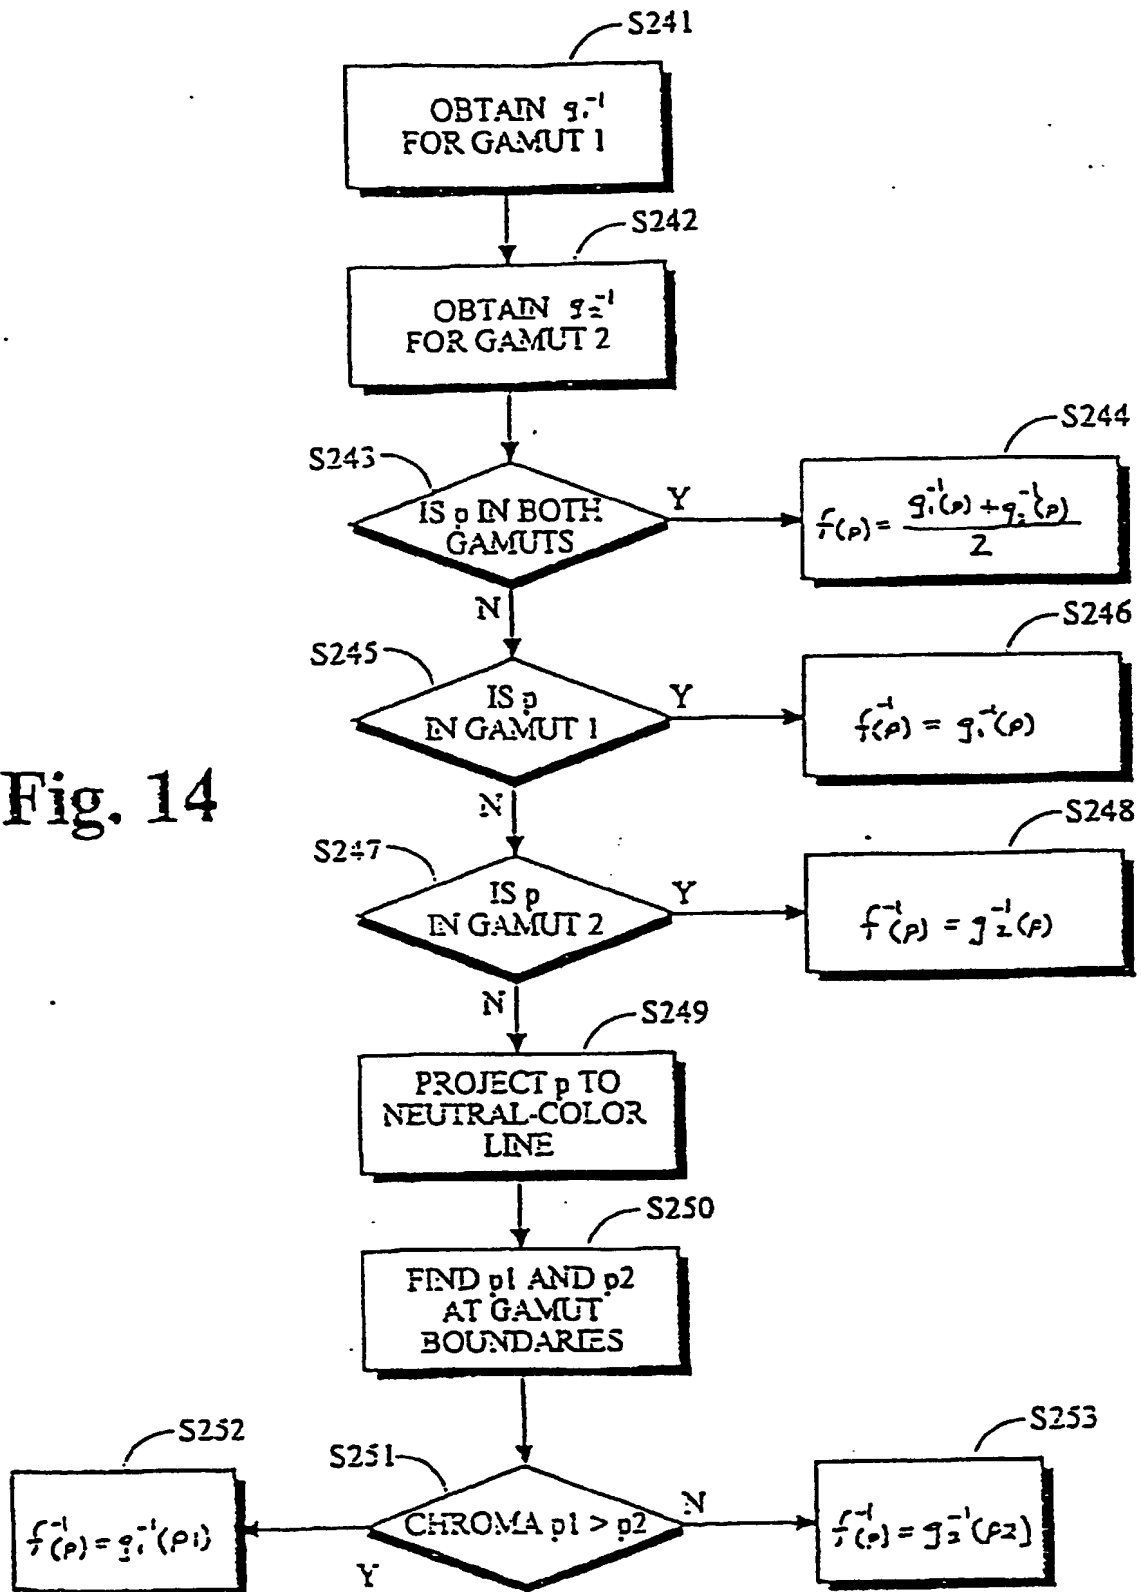 S241
OBTAIN g₁⁻¹
FOR GAMUT 1
S242
OBTAIN g₂⁻¹
FOR GAMUT 2
S243
IS p IN BOTH
GAMUTS
Y
N
S244
f(p) = g₁⁻¹(p) + g₂⁻¹(p)
2
S245
IS p
IN GAMUT 1
Y
N
S246
f⁻¹(p) = g₁⁻¹(p)
Fig. 14
S247
IS p
IN GAMUT 2
Y
N
S248
f⁻¹(p) = g₂⁻¹(p)
S249
PROJECT p TO
NEUTRAL-COLOR
LINE
S250
FIND p1 AND p2
AT GAMUT
BOUNDARIES
S251
CHROMA p1 > p2
Y
N
S252
f⁻¹(p) = g₁⁻¹(p1)
S253
f⁻¹(p) = g₂⁻¹(p2)